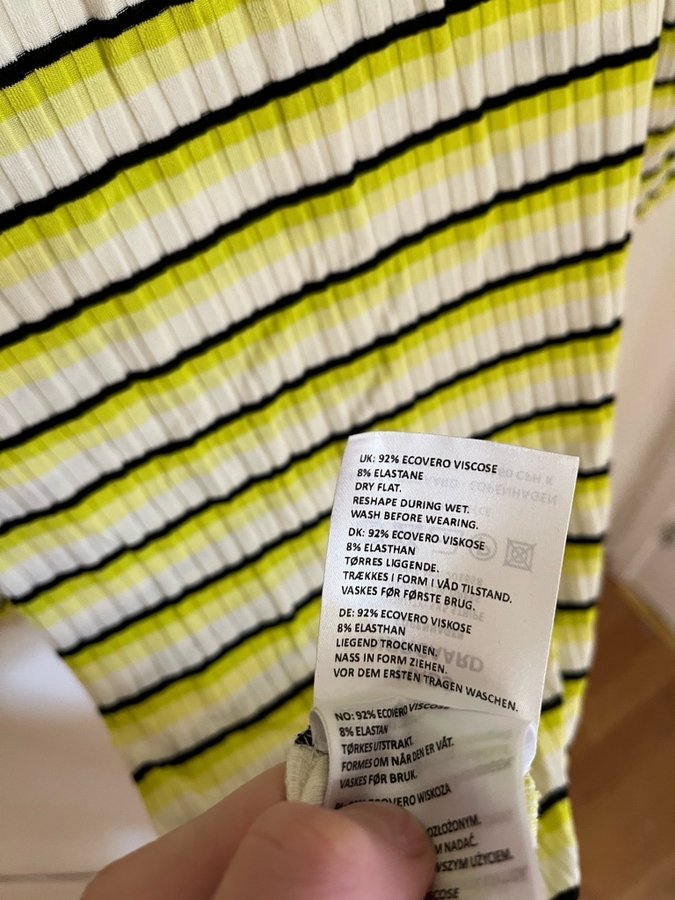 UK: 92% ECOVERO VISCOSE
8% ELASTANE
DRY FLAT.
RESHAPE DURING WET.
WASH BEFORE WEARING.
DK: 92% ECOVERO VISKOSE
8% ELASTHAN
TØRRES LIGGENDE.
TRÆKKES I FORM I VÅD TILSTAND.
VASKES FØR FØRSTE BRUG.
DE: 92% ECOVERO VISKOSE
8% ELASTHAN
LIEGEND TROCKNEN.
NASS IN FORM ZIEHEN.
VOR DEM ERSTEN TRAGEN WASCHEN.
NO: 92% ECOVERO VISCOSE
8% ELASTAN
TØRKES UTSTRAKT.
FORMES OM NÅR DEN ER VÅT.
VASKES FØR BRUK.
WISKOZA
NADAĆ.
UŻYCIEM.